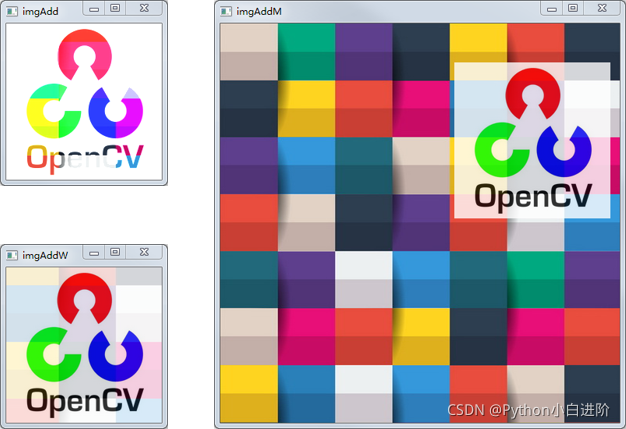 imgAdd
OpenCV
imgAddW
OpenCV
imgAddM
OpenCV
CSDN @Python小白进阶